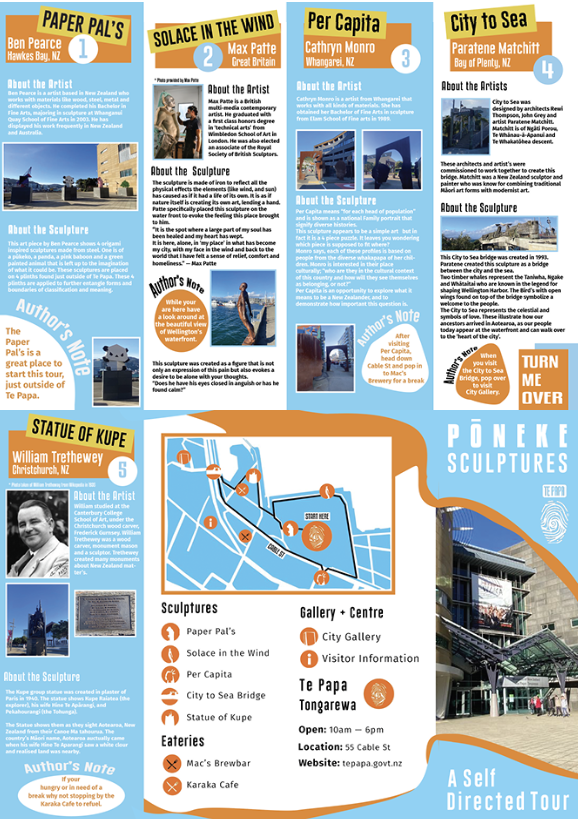 PAPER PAL'S
Ben Pearce
Hawkes Bay, NZ
1
About the Artist
Ben Pearce is a artist based in New Zealand who
works with materials like wood, steel, metal and
different objects. He completed his Bachelor in
Fine Arts, majoring in sculpture at Whanganui
Quay School of Fine Arts in 2003. He has
displayed his work frequently in New Zealand
and Australia.
About the Sculpture
This art piece by Ben Pearce shows 4 origami
inspired sculptures made from steel. One is of
a pūkeko, a panda, a pink balloon and a green
painted animal that is left up to the imagination
of what it could be. These sculptures are placed
on 4 plinths found just outside of Te Papa. These 4
plinths are applied to further entangle forms and
boundaries of classification and meaning.
Author's Note
The
Paper
Pal's is a
great place to
start this tour,
just outside of
Te Papa.
SOLACE IN THE WIND
2
Max Patte
Great Britain
* Photo provided by Max Patte
About the Artist
Max Patte is a British
multi-media contemporary
artist. He graduated with
a first class honors degree
in 'technical arts' from
Wimbledon School of Art in
London. He was also elected
an associate of the Royal
Society of British Sculptors.
About the Sculpture
The sculpture is made of iron to reflect all the
physical effects the elements (like wind, and sun)
has caused as if it had a life of its own. It is as if
nature itself is creating its own art, lending a hand.
Patte specifically placed this sculpture on the
water front to evoke the feeling this place brought
to him.
"It is the spot where a large part of my soul has
been healed and my heart has wept.
It is here, alone, in 'my place' in what has become
my city, with my face in the wind and back to the
world that I have felt a sense of relief, comfort and
homeliness." — Max Patte
Author's Note
While your
are here have
a look around at
the beautiful view
of Wellington's
waterfront.
This sculpture was created as a figure that is not
only an expression of this pain but also evokes a
desire to be alone with your thoughts.
"Does he have his eyes closed in anguish or has he
found calm?"
Per Capita
Cathryn Monro
Whangarei, NZ
3
About the Artist
Cathryn Monro is a artist from Whangarei that
works with all kinds of materials. She has
obtained her Bachelor of Fine Arts in sculpture
from Elam School of Fine arts in 1989.
About the Sculpture
Per Capita means "for each head of population"
and is shown as a national Family portrait that
signify diverse histories.
This sculpture appears to be a simple art but in
fact it is a 4 piece puzzle. It leaves you wondering
which piece is supposed to fit where?
Monro says, each of these profiles is based on
people from the diverse whakapapa of her chil-
dren. Monro is interested in their place
culturally; "who are they in the cultural context
of this country and how will they see themselves
as belonging, or not?"
Per Capita is an opportunity to explore what it
means to be a New Zealander, and to
demonstrate how important this question is.
Author's Note
After
visiting
Per Capita,
head down
Cable St and pop in
to Mac's
Brewery for a break
City to Sea
Paratene Matchitt
Bay of Plenty, NZ
4
About the Artists
City to Sea was
designed by architects Rewi
Thompson, John Grey and
artist Paratene Matchitt.
Matchitt is of Ngāti Porou,
Te Whānau-ā-Apanui and
Te Whakatōhea descent.
These architects and artist's were
commissioned to work together to create this
bridge. Matchitt was a New Zealand sculptor and
painter who was know for combining traditional
Māori art forms with modernist art.
About the Sculpture
This City to Sea bridge was created in 1993.
Paratene created this sculpture as a bridge
between the city and the sea.
Two timber whales represent the Taniwha, Ngake
and Whātaitai who are known in the legend for
shaping Wellington Harbor. The Bird's with open
wings found on top of the bridge symbolize a
welcome to the people.
The City to Sea represents the celestial and
symbols of love. These illustrate how our
ancestors arrived in Aotearoa, as our people
today appear at the waterfront and can walk over
to the 'heart of the city'.
Author's Note
When
you visit
the City to Sea
Bridge, pop over
to visit
City Gallery.
TURN
ME
OVER
STATUE OF KUPE
William Trethewey
Christchurch, NZ
5
About the Artist
William studied at the
Canterbury College
School of Art, under the
Christchurch wood carver,
Frederick Gurnsey. William
Trethewey was a wood
carver, monument mason
and a sculptor. Trethewey
created many monuments
about New Zealand mat-
ter's.
About the Sculpture
The Kupe group statue was created in plaster of
Paris in 1940. The statue shows Kupe Raiatea (the
explorer), his wife Hine Te Apārangi, and
Pekahourangi (the Tohunga).
The Statue shows them as they sight Aotearoa, New
Zealand from their Canoe Ma tahourua. The
country's Māori name, Aotearoa auctually came
when his wife Hine Te Aparangi saw a white cloud
and realised land was nearby.
Author's Note
If your
hungry or in need of a
break why not stopping by the
Karaka Cafe to refuel.
START HERE
CABLE ST
Sculptures
Paper Pal's
Solace in the Wind
Per Capita
City to Sea Bridge
Statue of Kupe
Eateries
Mac's Brewbar
Karaka Cafe
Gallery + Centre
City Gallery
Visitor Information
Te Papa
Tongarewa
Open: 10am — 6pm
Location: 55 Cable St
Website: tepapa.govt.nz
PŌNEKE
SCULPTURES
TE PAPA
A Self
Directed Tour